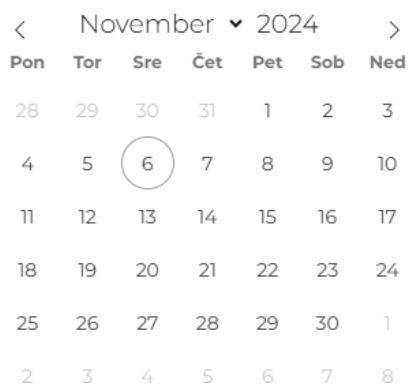 November 2024
Pon Tor Sre Čet Pet Sob Ned
28 29 30 31 1 2 3
4 5 6 7 8 9 10
11 12 13 14 15 16 17
18 19 20 21 22 23 24
25 26 27 28 29 30 1
2 3 4 5 6 7 8